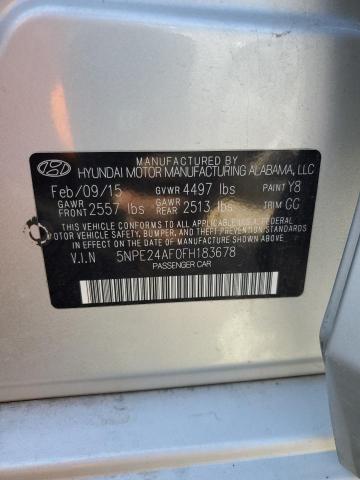 MANUFACTURED BY
HYUNDAI MOTOR MANUFACTURING ALABAMA, LLC
Feb/09/15 GVWR 4497 lbs PAINT Y8
GAWR FRONT 2557 lbs GAWR REAR 2513 lbs TRIM GG
THIS VEHICLE CONFORMS TO ALL APPLICABLE U.S. FEDERAL
MOTOR VEHICLE SAFETY, BUMPER, AND THEFT PREVENTION
STANDARDS IN EFFECT ON THE DATE OF MANUFACTURE SHOWN ABOVE.
V.I.N 5NPE24AF0FH183678
PASSENGER CAR